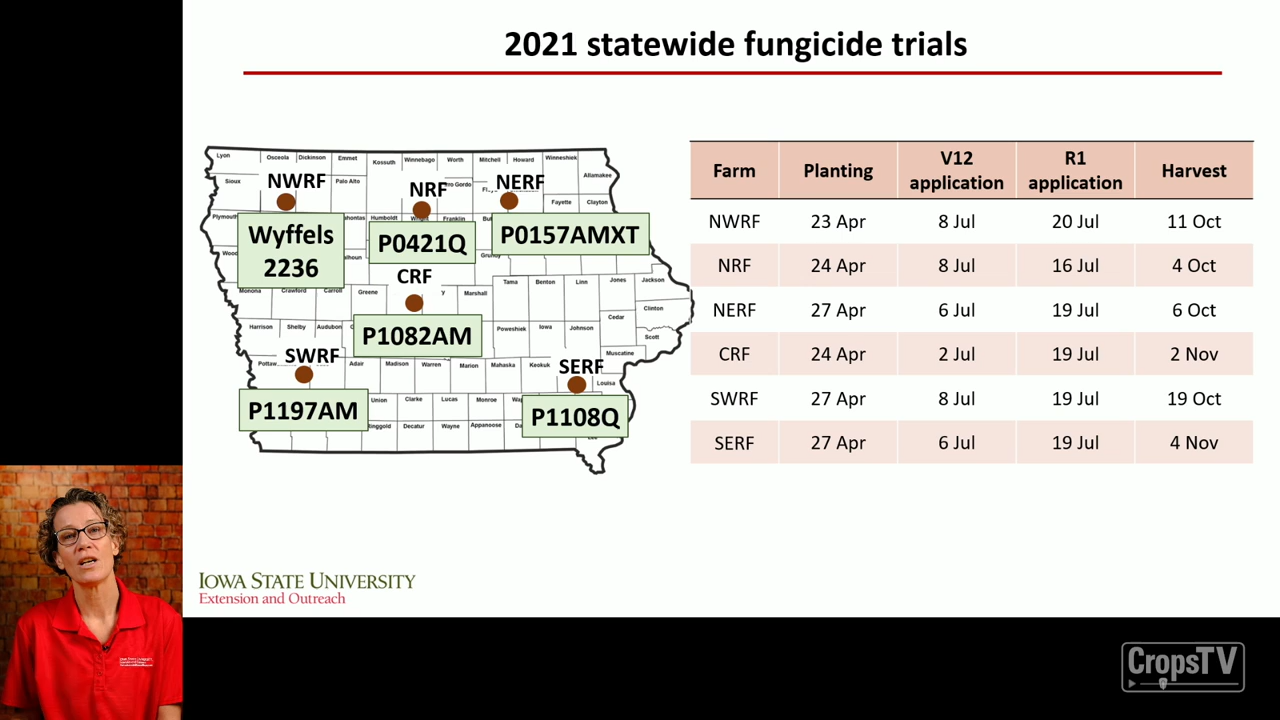 2021 statewide fungicide trials
Lyon
Osceola
Dickinson
Emmet
Kossuth
Winnebago
Worth
Mitchell
Howard
Winneshiek
Sioux
NWRF
Palo Alto
NRF
NERF
Allamakee
Fayette
Clayton
Plymouth
Humboldt
Franklin
Wyffels
2236
P0421Q
P0157AMXT
CRF
Monona
Crawford
Carroll
Greene
Marshall
Tama
Benton
Linn
Jones
Jackson
Clinton
Cedar
Scott
Harrison
Shelby
Audubon
P1082AM
Poweshiek
Iowa
Johnson
Muscatine
SWRF
Adair
Madison
Warren
Marion
Mahaska
Keokuk
SERF
Louisa
P1197AM
Union
Clarke
Lucas
Monroe
P1108Q
Decatur
Wayne
Appanoose
Farm Planting V12 application R1 application Harvest
NWRF 23 Apr 8 Jul 20 Jul 11 Oct
NRF 24 Apr 8 Jul 16 Jul 4 Oct
NERF 27 Apr 6 Jul 19 Jul 6 Oct
CRF 24 Apr 2 Jul 19 Jul 2 Nov
SWRF 27 Apr 8 Jul 19 Jul 19 Oct
SERF 27 Apr 6 Jul 19 Jul 4 Nov
IOWA STATE UNIVERSITY
Extension and Outreach
CropsTV